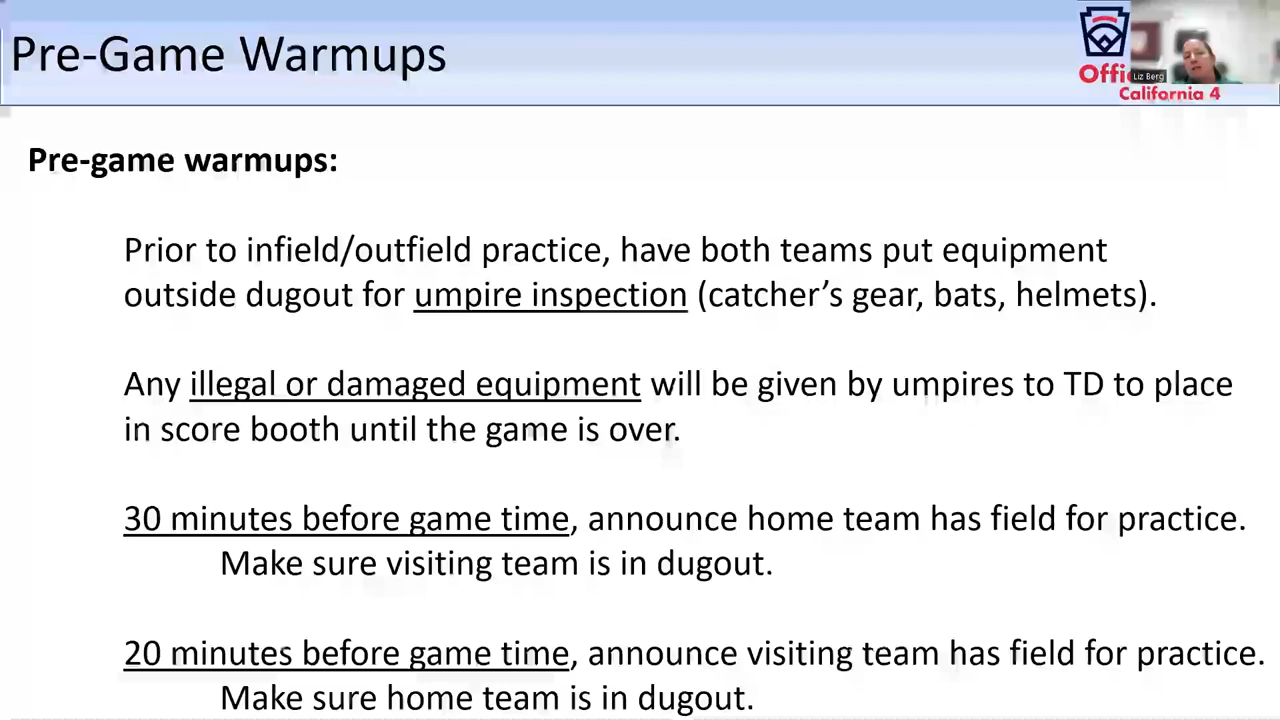 Pre-Game Warmups
Offi
Liz Berg
California 4
Pre-game warmups:
Prior to infield/outfield practice, have both teams put equipment
outside dugout for umpire inspection (catcher’s gear, bats, helmets).
Any illegal or damaged equipment will be given by umpires to TD to place
in score booth until the game is over.
30 minutes before game time, announce home team has field for practice.
Make sure visiting team is in dugout.
20 minutes before game time, announce visiting team has field for practice.
Make sure home team is in dugout.